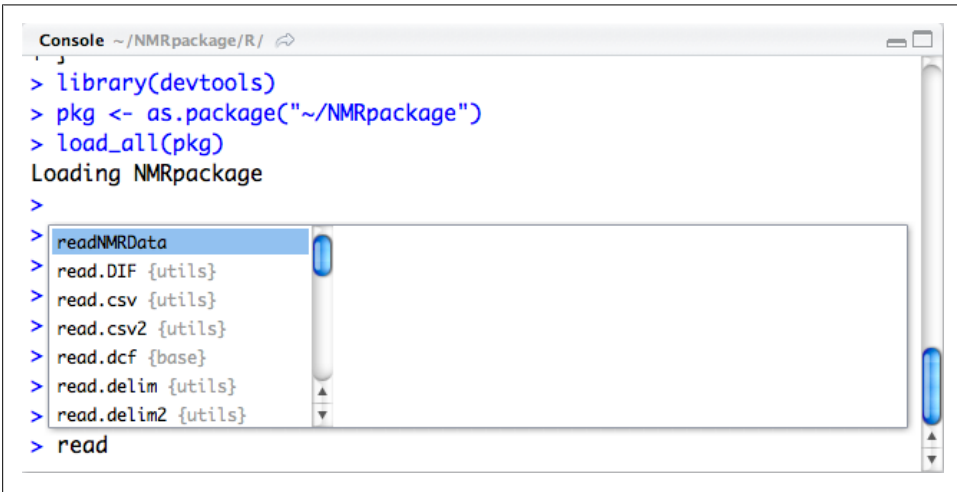 Console ~/NMRpackage/R/
> library(devtools)
> pkg <- as.package("~/NMRpackage")
> load_all(pkg)
Loading NMRpackage
>
> readNMRData
> read.DIF {utils}
> read.csv {utils}
> read.csv2 {utils}
> read.dcf {base}
> read.delim {utils}
> read.delim2 {utils}
> read